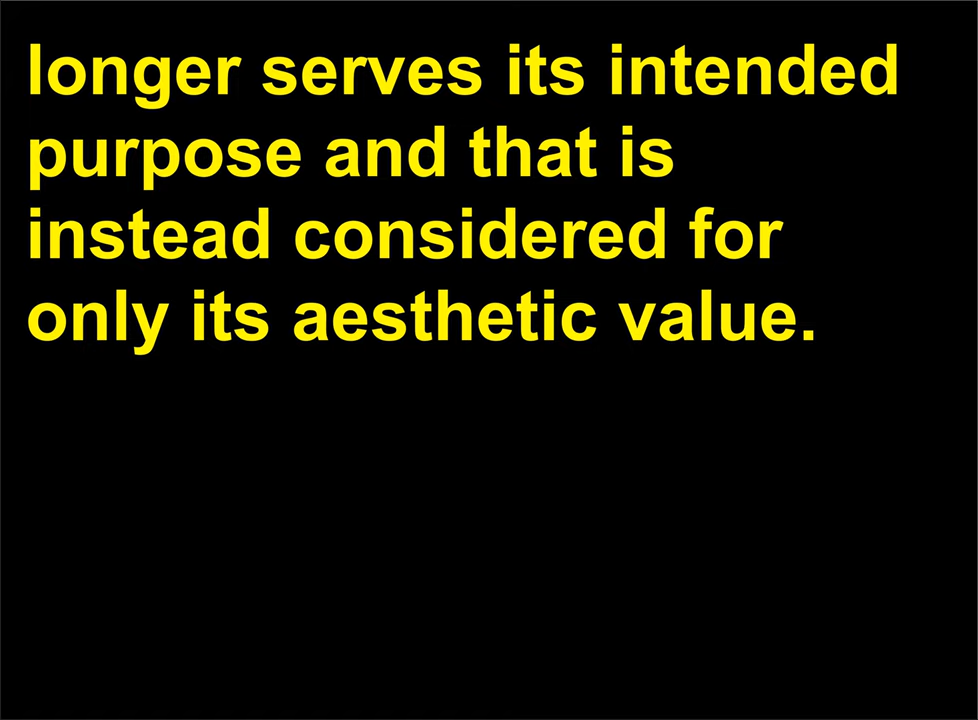 longer serves its intended
purpose and that is
instead considered for
only its aesthetic value.